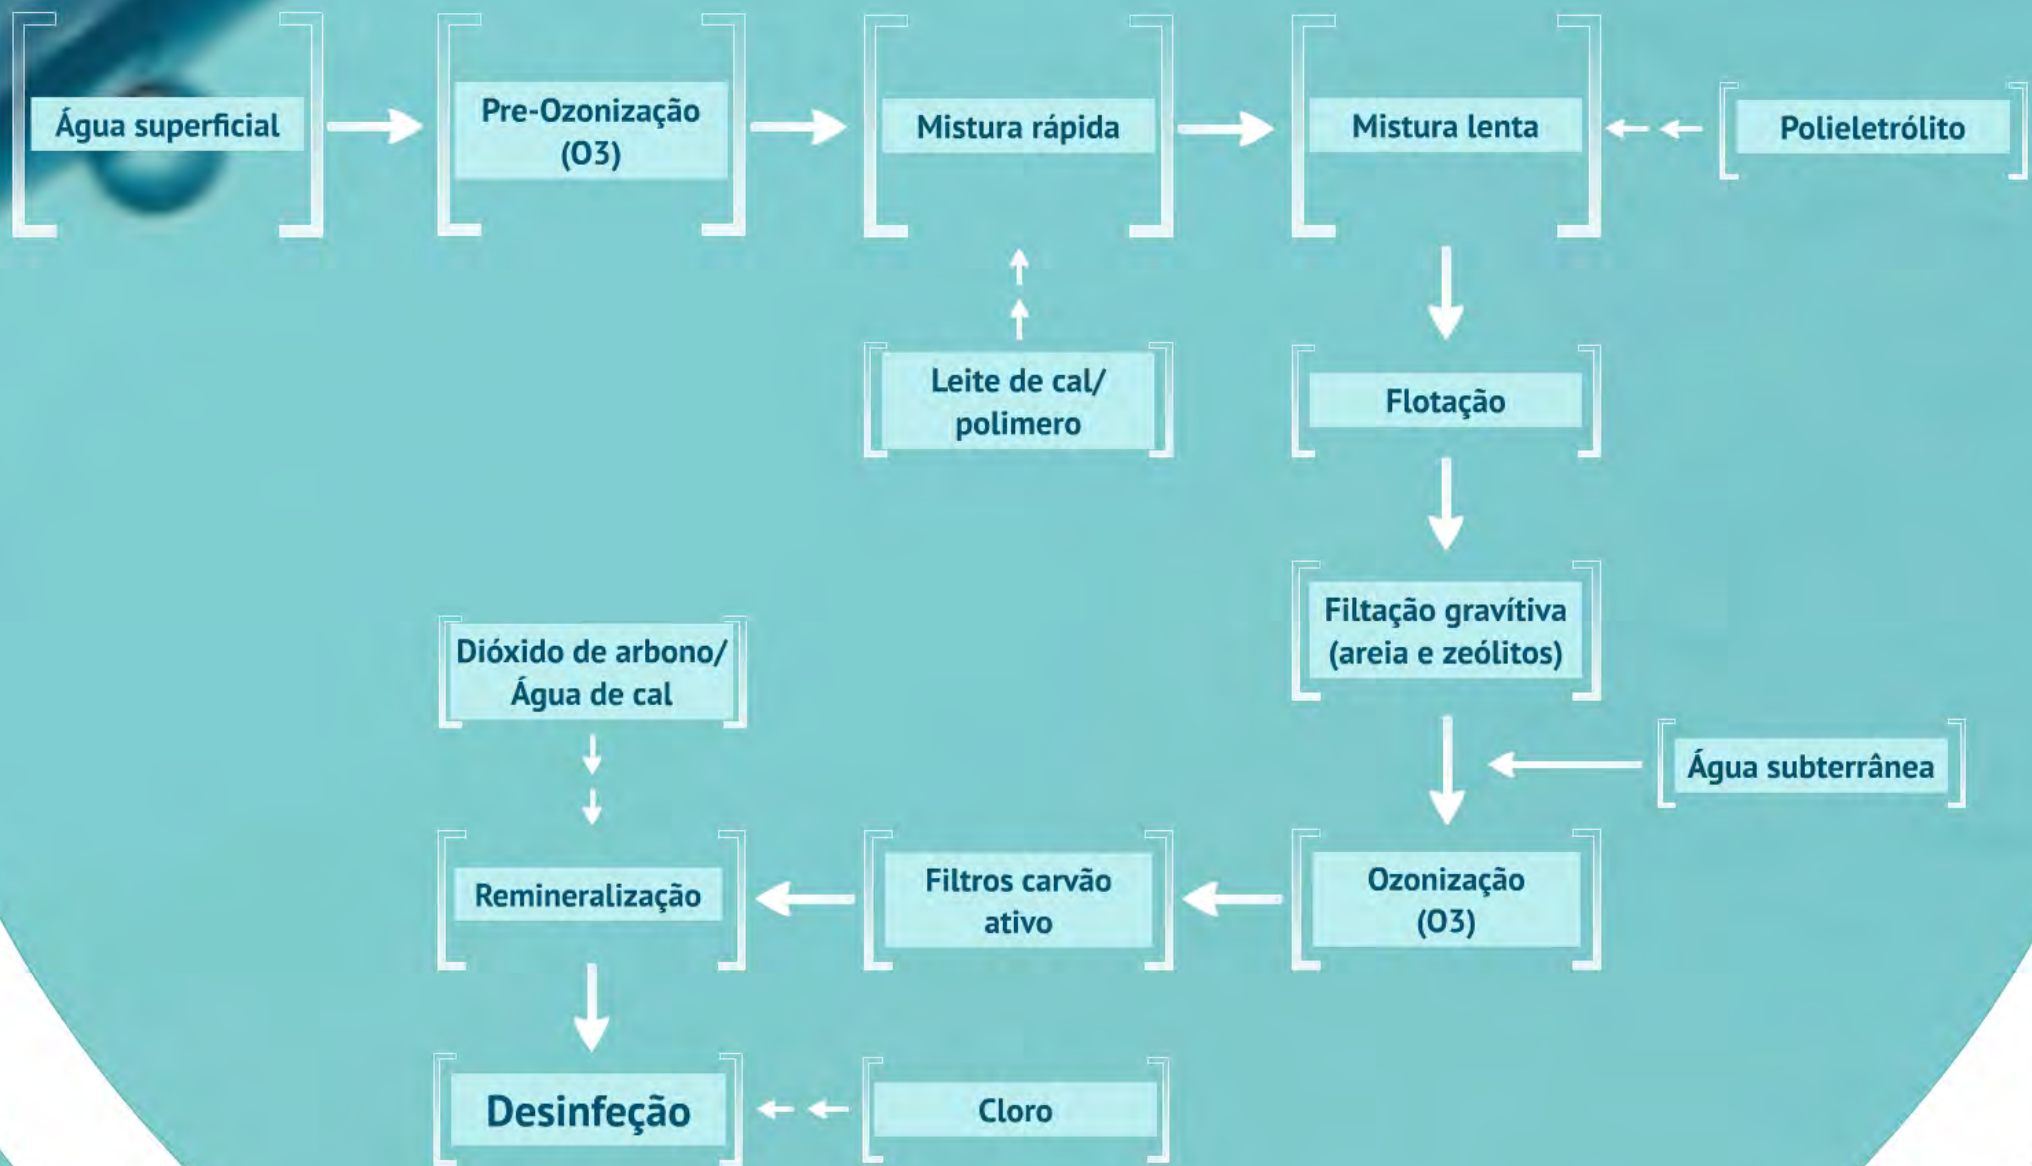 Água superficial
Pre-Ozonização
(O3)
Mistura rápida
Mistura lenta
Polieletrólito
Leite de cal/
polimero
Flotação
Filtação gravítiva
(areia e zeólitos)
Dióxido de arbono/
Água de cal
Água subterrânea
Remineralização
Filtros carvão
ativo
Ozonização
(O3)
Desinfeção
Cloro